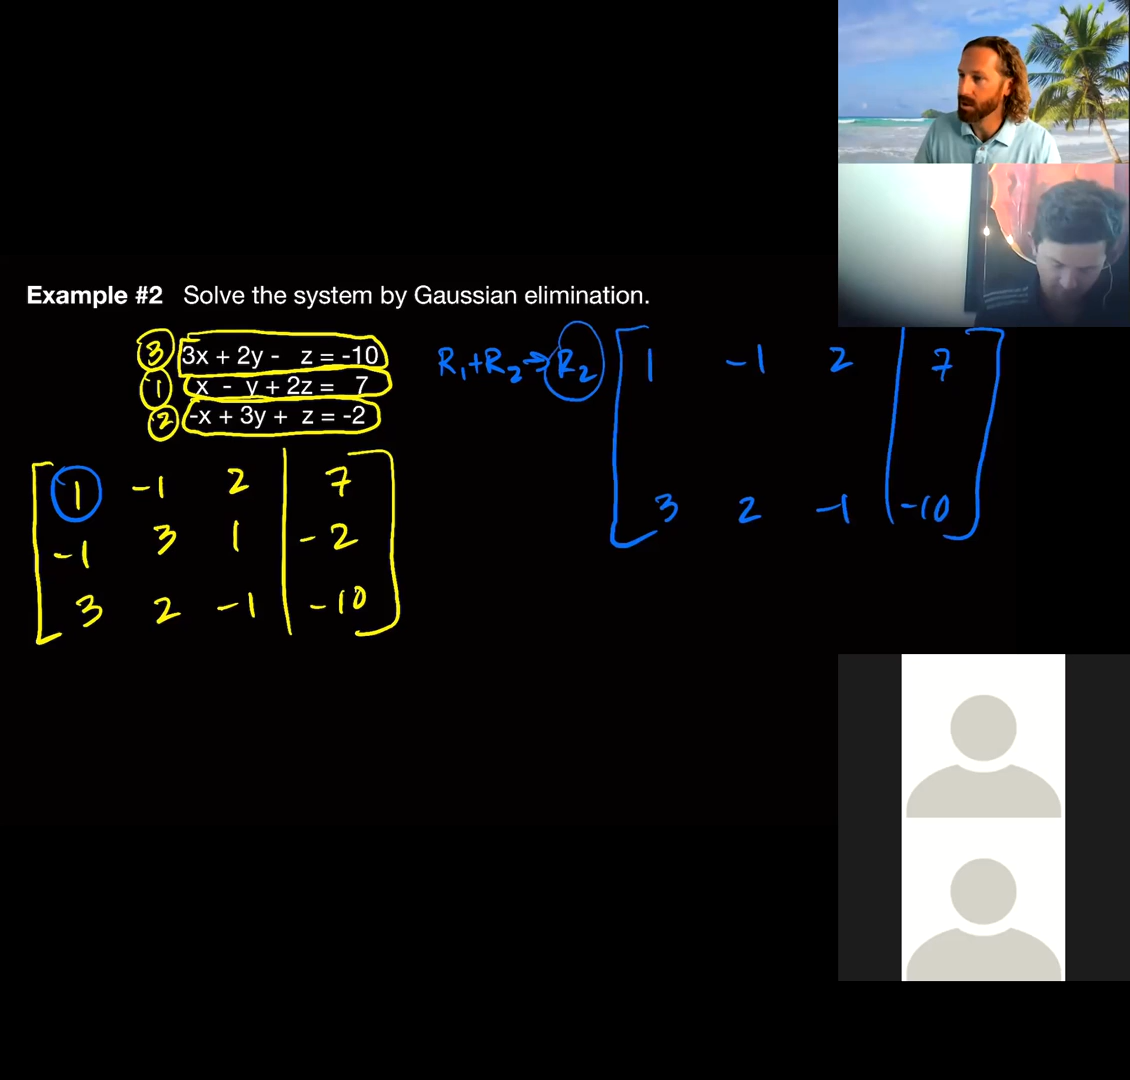 Example #2 Solve the system by Gaussian elimination.
③ 3x + 2y - z = -10
① x - y + 2z = 7
② -x + 3y + z = -2
1 -1 2 | 7
-1 3 1 | -2
3 2 -1 | -10
R₁+R₂→R₂
1 -1 2 | 7
3 2 -1 | -10